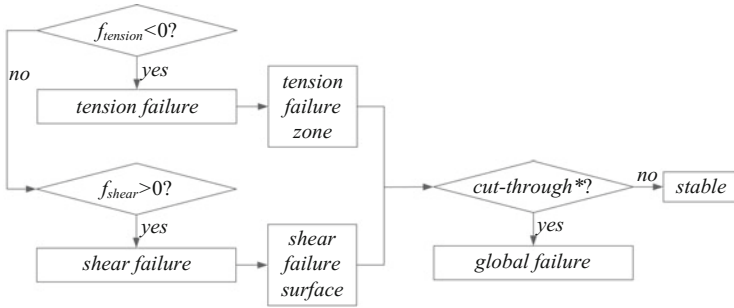 f_tension<0?
no
yes
tension failure
tension
failure
zone
f_shear>0?
yes
shear failure
shear
failure
surface
cut-through*?
no
stable
yes
global failure